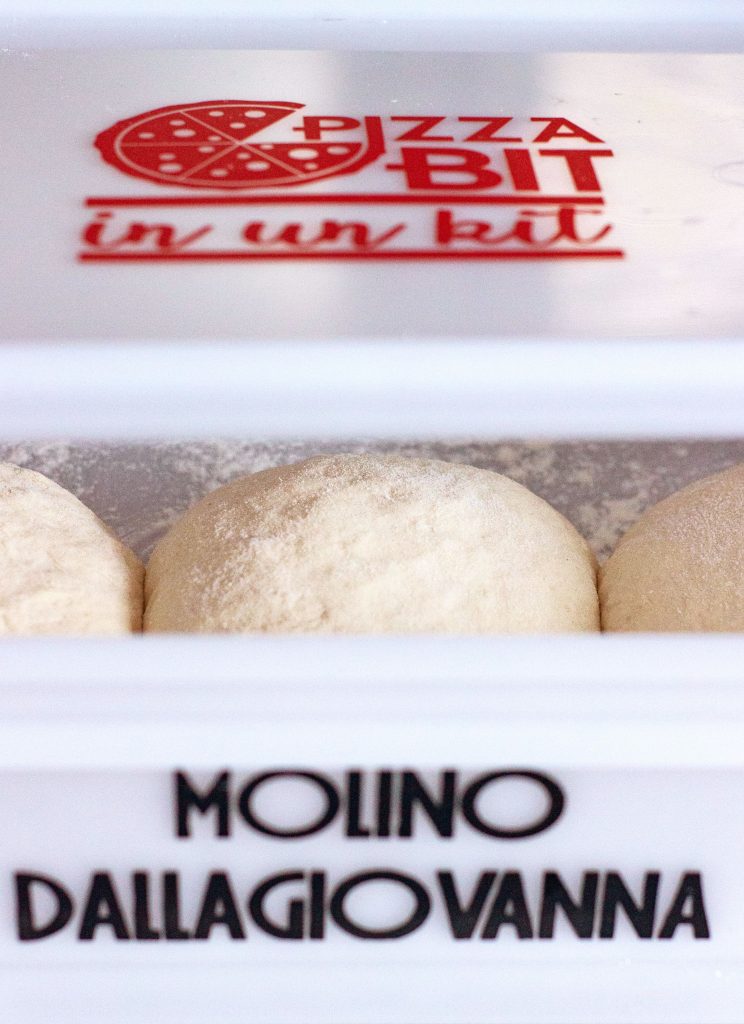 PIZZA
BIT
in un kit
MOLINO
DALLAGIOVANNA